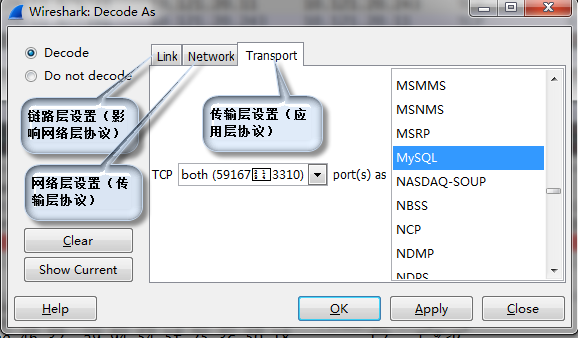 Wireshark: Decode As
Decode
Do not decode
Link
Network
Transport
链路层设置（影
响网络层协议）
传输层设置（应
用层协议）
网络层设置（传
输层协议）
TCP both (59167 3310) port(s) as
MSMMS
MSNMS
MSRP
MySQL
NASDAQ-SOUP
NBSS
NCP
NDMP
NDPS
Clear
Show Current
Help
OK
Apply
Close